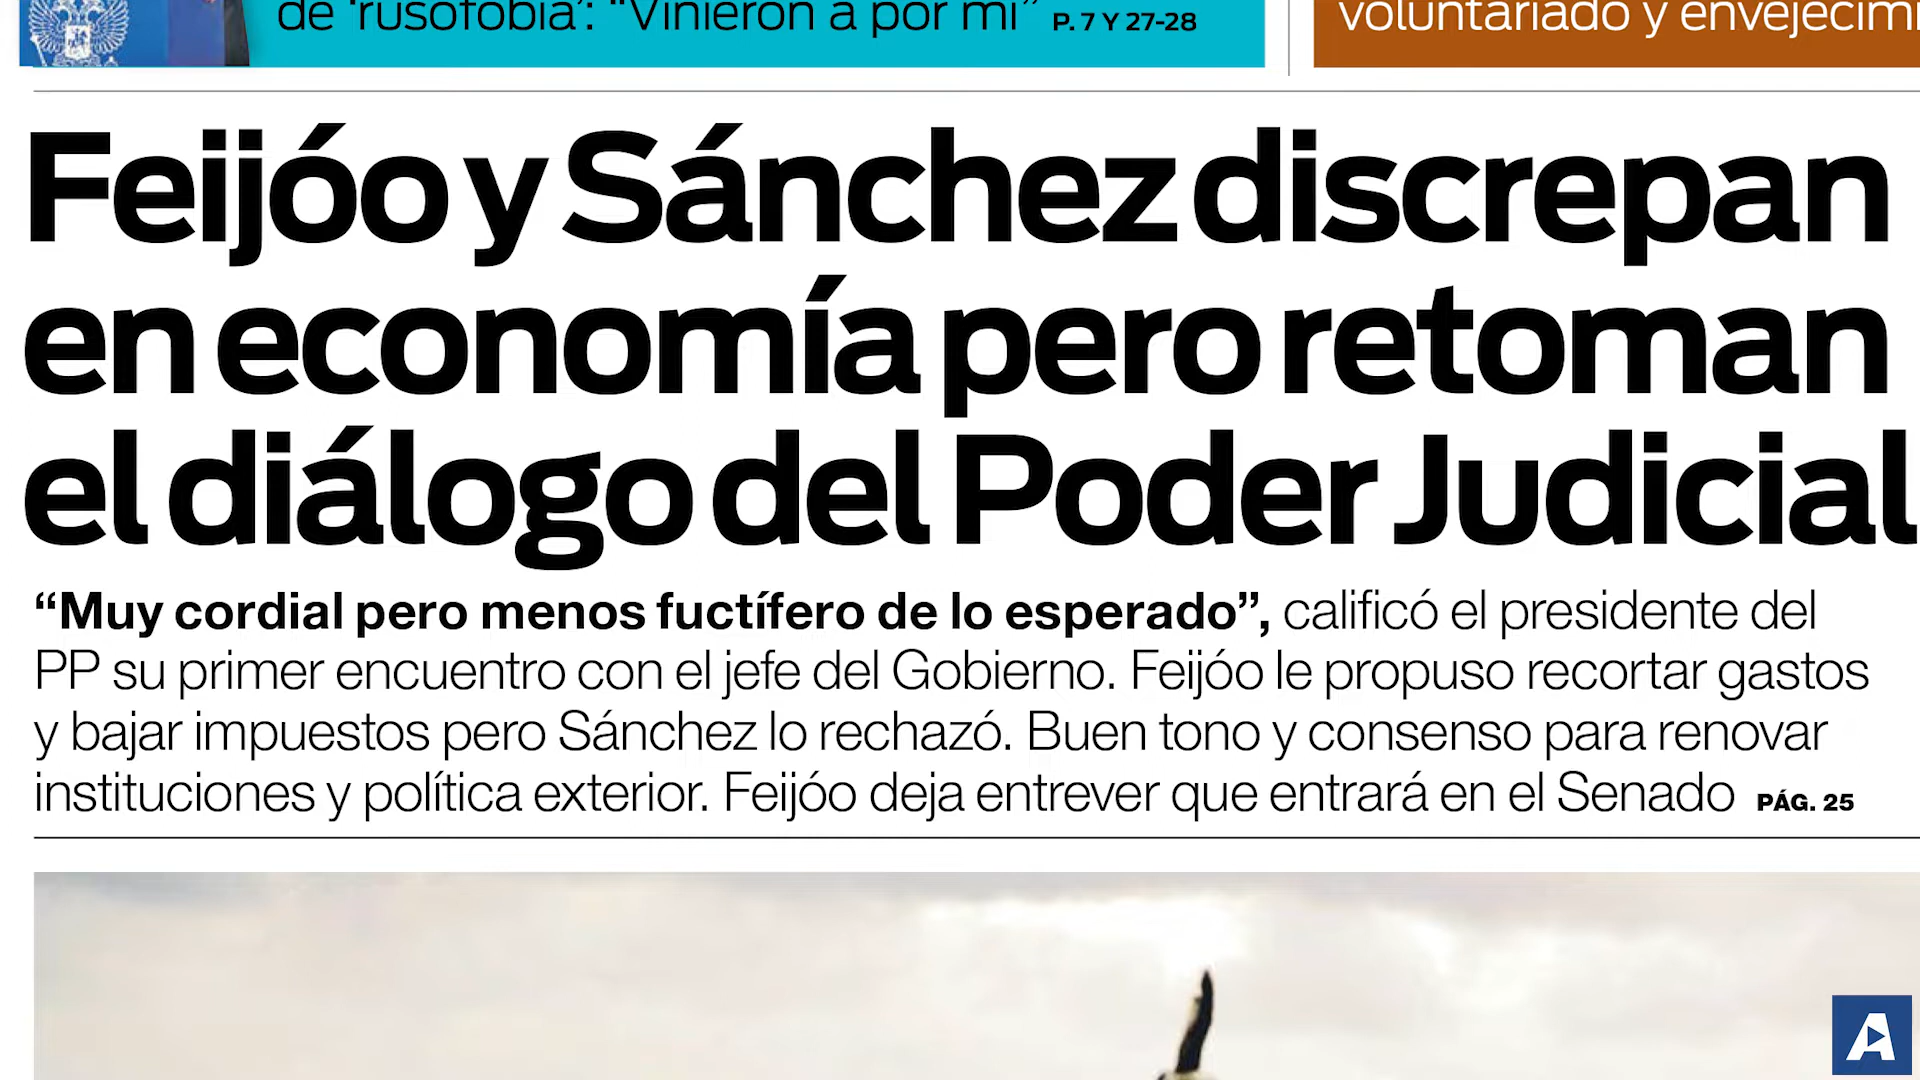 de ‘rusofobia’: “Vinieron a por mí” P. 7 Y 27-28
voluntariado y envejecimi
Feijóo y Sánchez discrepan
en economía pero retoman
el diálogo del Poder Judicial
“Muy cordial pero menos fuctífero de lo esperado”, calificó el presidente del
PP su primer encuentro con el jefe del Gobierno. Feijóo le propuso recortar gastos
y bajar impuestos pero Sánchez lo rechazó. Buen tono y consenso para renovar
instituciones y política exterior. Feijóo deja entrever que entrará en el Senado PÁG. 25
A